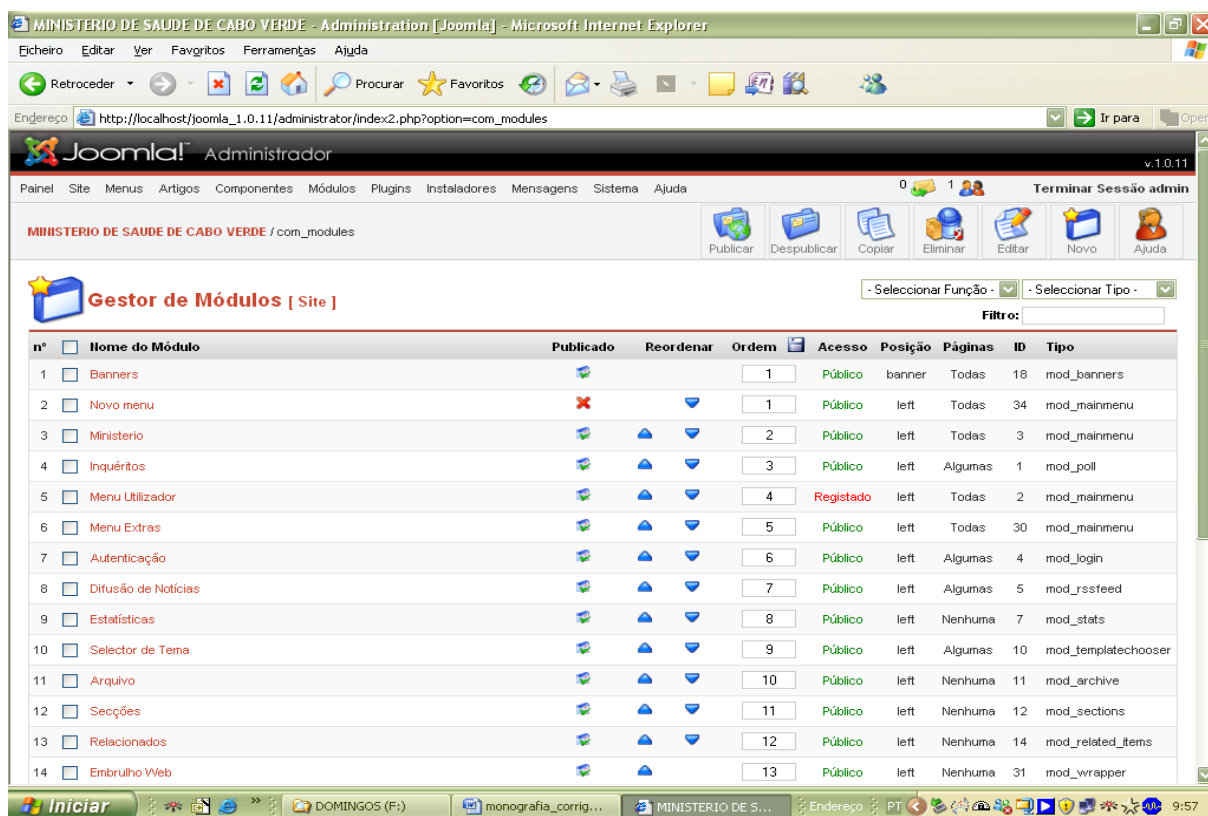 MINISTERIO DE SAUDE DE CABO VERDE - Administration [Joomla] - Microsoft Internet Explorer
Ficheiro Editar Ver Favoritos Ferramentas Ajuda
Retroceder Procurar Favoritos
Endereço http://localhost/joomla_1.0.11/administrator/index2.php?option=com_modules Ir para
Joomla! Administrador
v.1.0.11
Painel Site Menus Artigos Componentes Módulos Plugins Instaladores Mensagens Sistema Ajuda 0 1 Terminar Sessão admin
MINISTERIO DE SAUDE DE CABO VERDE / com_modules
Publicar Despublicar Copiar Eliminar Editar Novo Ajuda
Gestor de Módulos [ Site ]
- Seleccionar Função - - Seleccionar Tipo -
Filtro:
n° Nome do Módulo Publicado Reordenar Ordem Acesso Posição Páginas ID Tipo
1 Banners 1 Público banner Todas 18 mod_banners
2 Novo menu 1 Público left Todas 34 mod_mainmenu
3 Ministerio 2 Público left Todas 3 mod_mainmenu
4 Inquéritos 3 Público left Algumas 1 mod_poll
5 Menu Utilizador 4 Registado left Todas 2 mod_mainmenu
6 Menu Extras 5 Público left Todas 30 mod_mainmenu
7 Autenticação 6 Público left Algumas 4 mod_login
8 Difusão de Notícias 7 Público left Algumas 5 mod_rssfeed
9 Estatísticas 8 Público left Nenhuma 7 mod_stats
10 Selector de Tema 9 Público left Algumas 10 mod_templatechooser
11 Arquivo 10 Público left Nenhuma 11 mod_archive
12 Secções 11 Público left Nenhuma 12 mod_sections
13 Relacionados 12 Público left Nenhuma 14 mod_related_items
14 Embrulho Web 13 Público left Nenhuma 31 mod_wrapper
Iniciar » DOMINGOS (F:) monografia_corrig... MINISTERIO DE S... Endereço PT 9:57